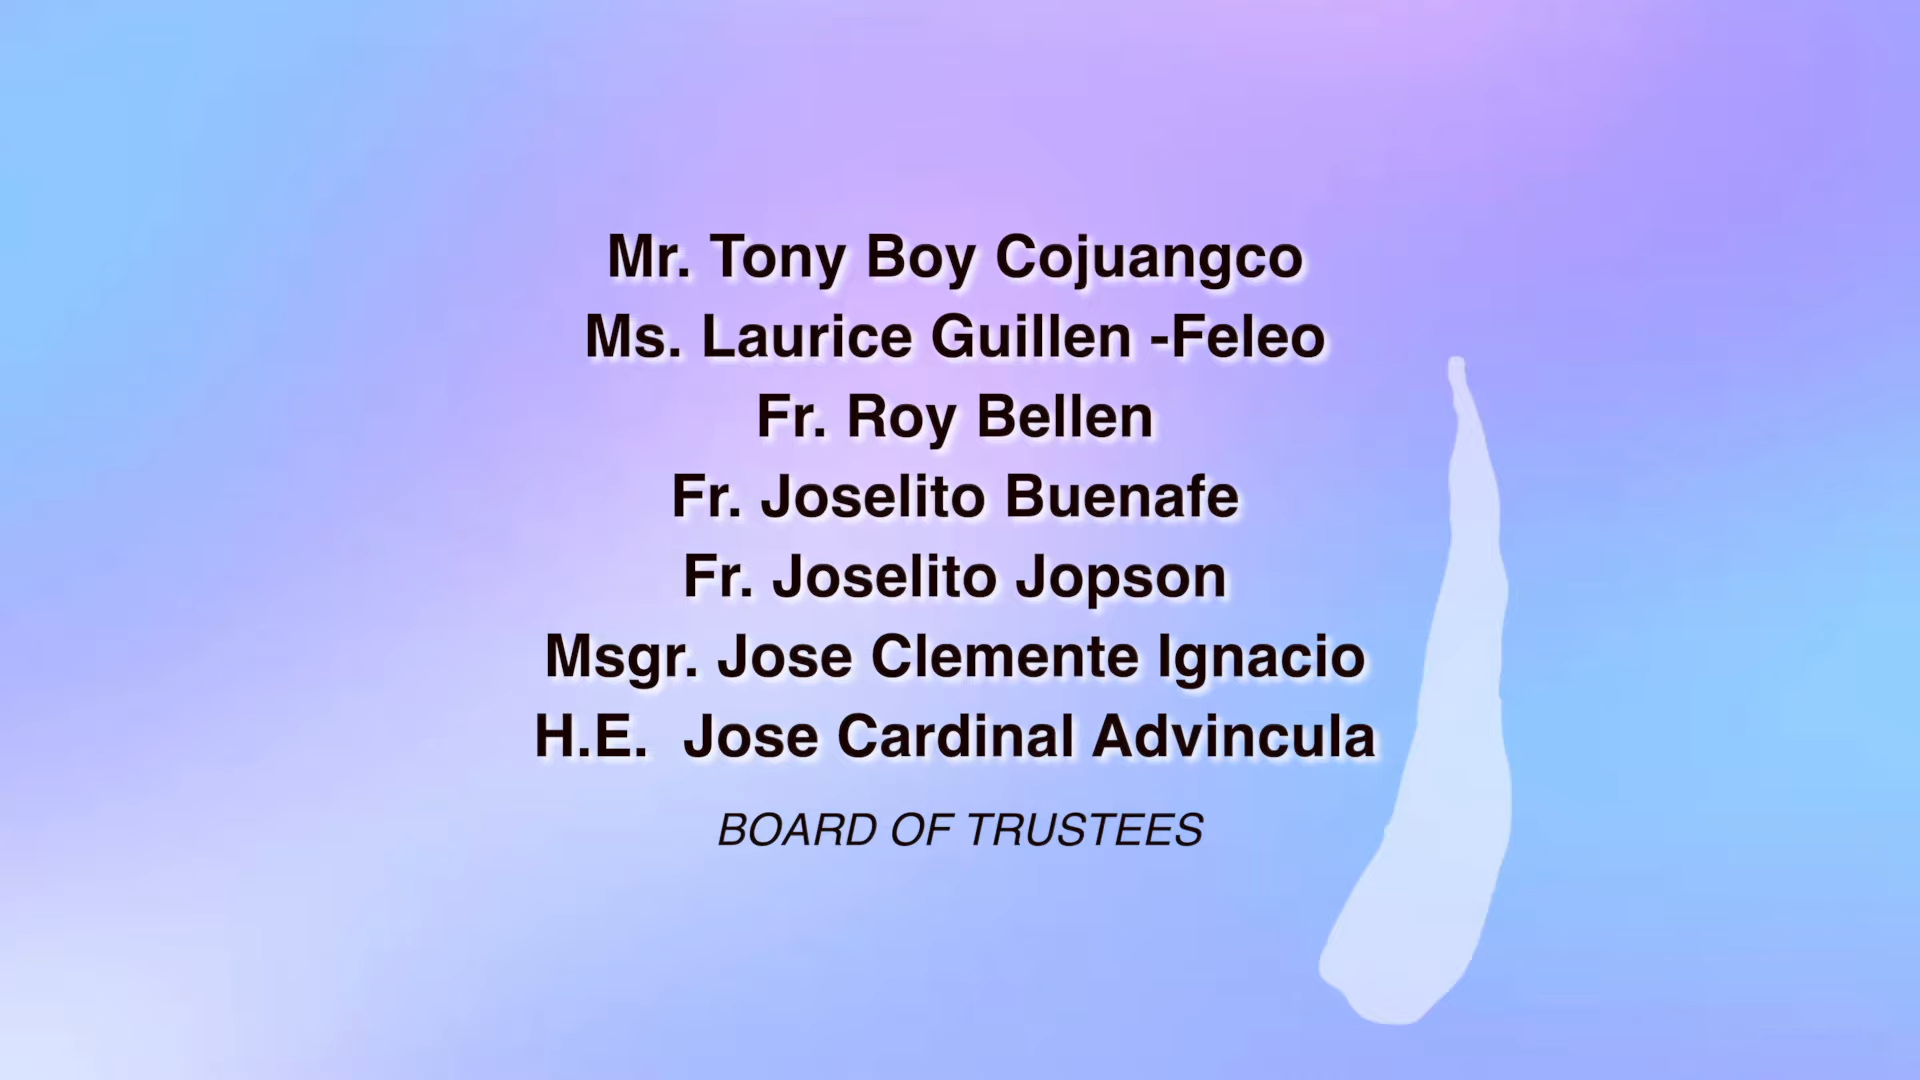 Mr. Tony Boy Cojuangco
Ms. Laurice Guillen -Feleo
Fr. Roy Bellen
Fr. Joselito Buenafe
Fr. Joselito Jopson
Msgr. Jose Clemente Ignacio
H.E.  Jose Cardinal Advincula
BOARD OF TRUSTEES